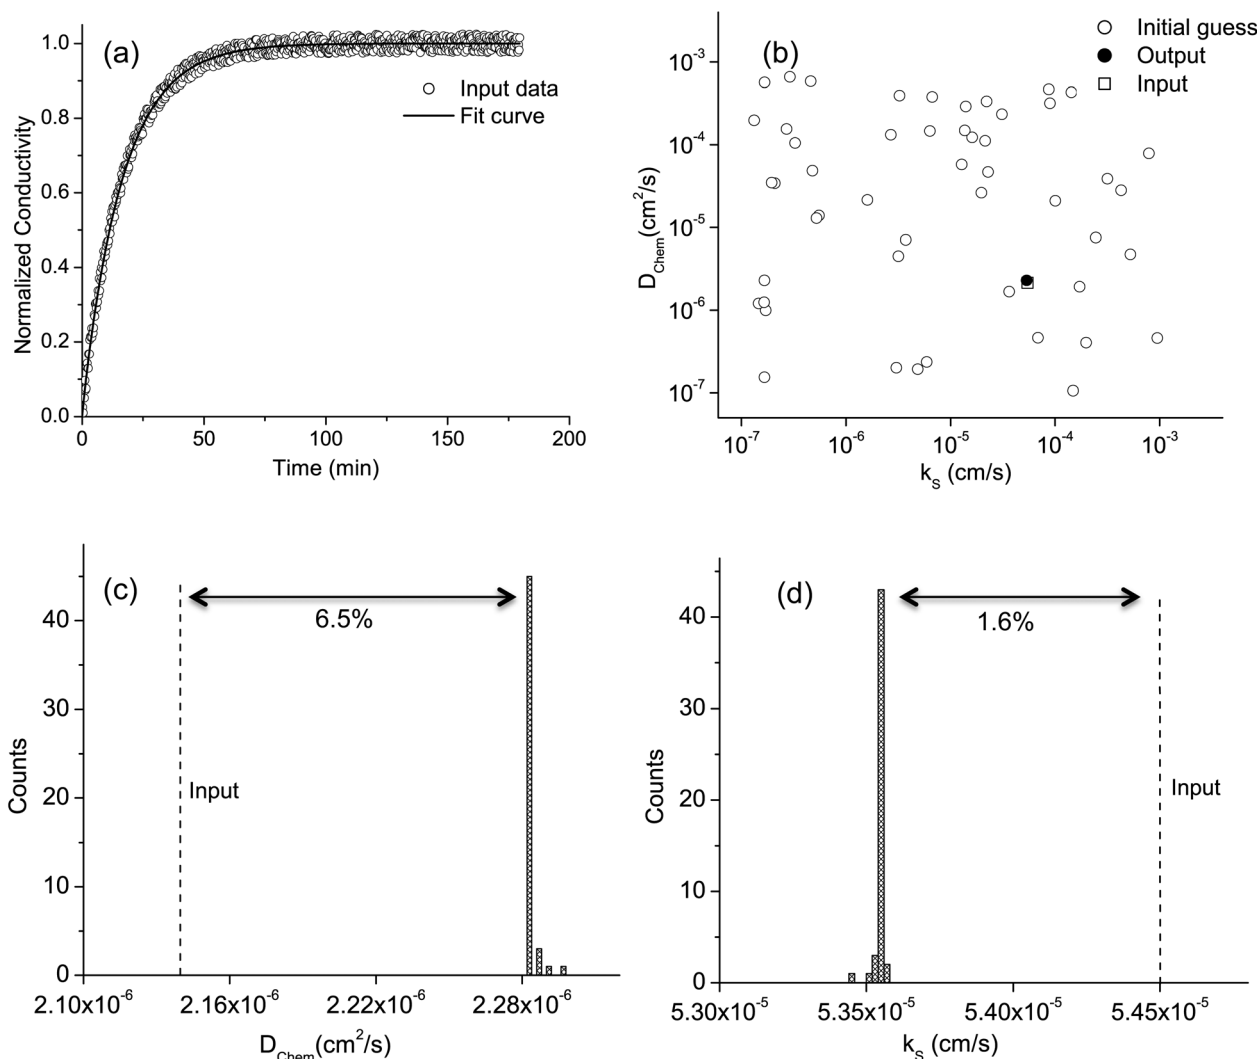 (a)
1.0
0.8
0.6
0.4
0.2
0.0
Normalized Conductivity
Input data
Fit curve
0 50 100 150 200
Time (min)
(b)
Initial guess
Output
Input
10⁻³
10⁻⁴
10⁻⁵
10⁻⁶
10⁻⁷
D_Chem(cm²/s)
10⁻⁷ 10⁻⁶ 10⁻⁵ 10⁻⁴ 10⁻³
k_S (cm/s)
(c)
6.5%
Input
40
30
20
10
0
Counts
2.10x10⁻⁶ 2.16x10⁻⁶ 2.22x10⁻⁶ 2.28x10⁻⁶
D_Chem(cm²/s)
(d)
1.6%
Input
40
30
20
10
0
Counts
5.30x10⁻⁵ 5.35x10⁻⁵ 5.40x10⁻⁵ 5.45x10⁻⁵
k_S (cm/s)